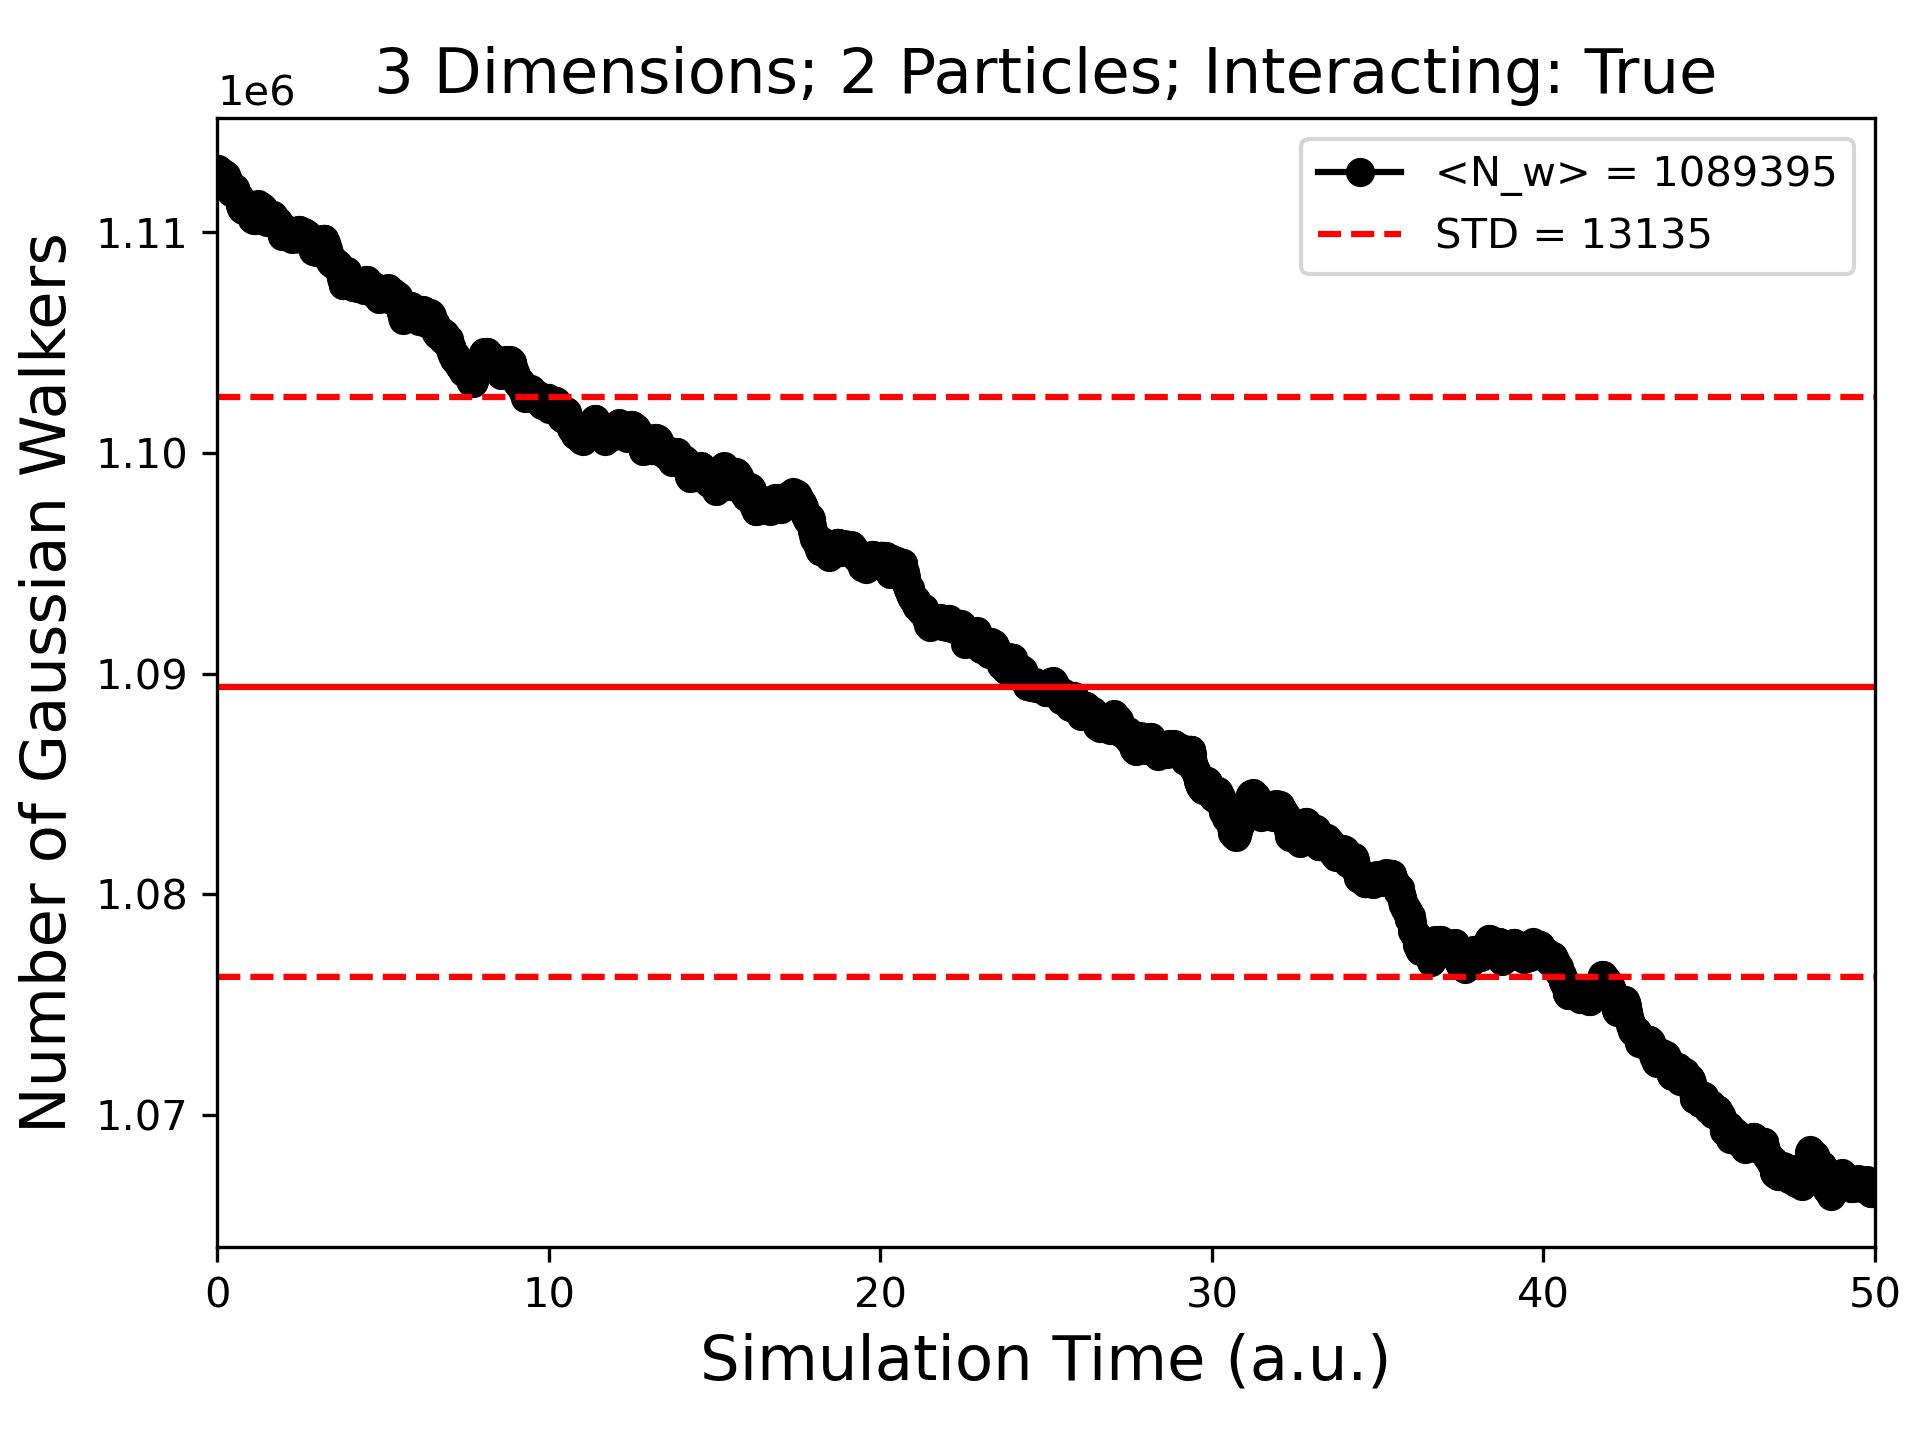 3 Dimensions; 2 Particles; Interacting: True
1e6
<N_w> = 1089395
STD = 13135
Number of Gaussian Walkers
1.11
1.10
1.09
1.08
1.07
0 10 20 30 40 50
Simulation Time (a.u.)